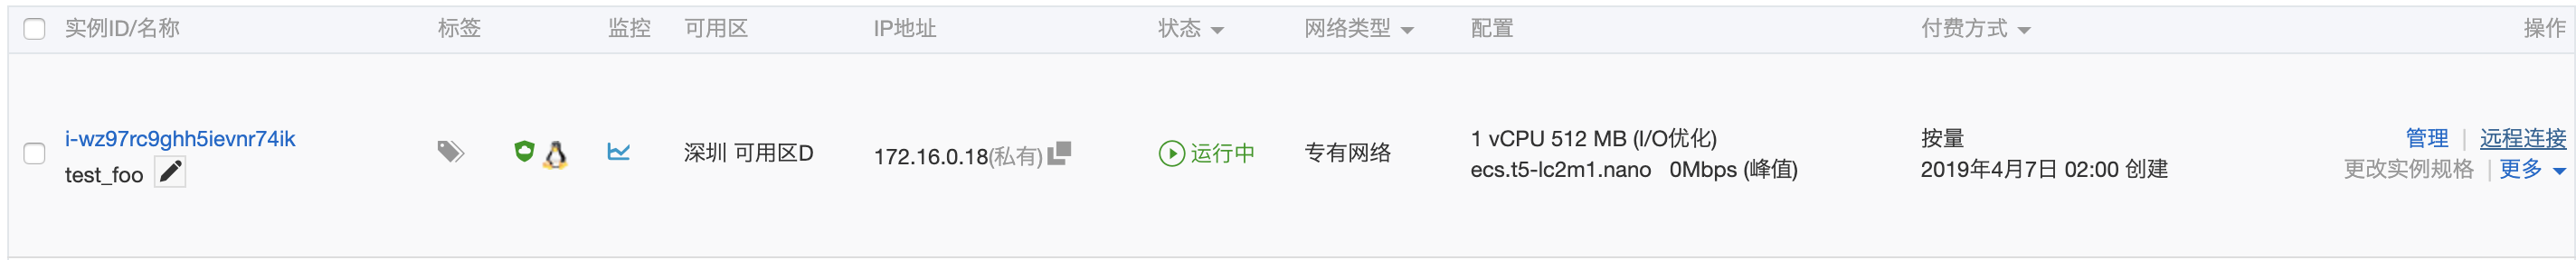 实例ID/名称 标签 监控 可用区 IP地址 状态 网络类型 配置 付费方式 操作
i-wz97rc9ghh5ievnr74ik
test_foo
深圳 可用区D
172.16.0.18(私有)
运行中
专有网络
1 vCPU 512 MB (I/O优化)
ecs.t5-lc2m1.nano 0Mbps (峰值)
按量
2019年4月7日 02:00 创建
管理 | 远程连接
更改实例规格 | 更多